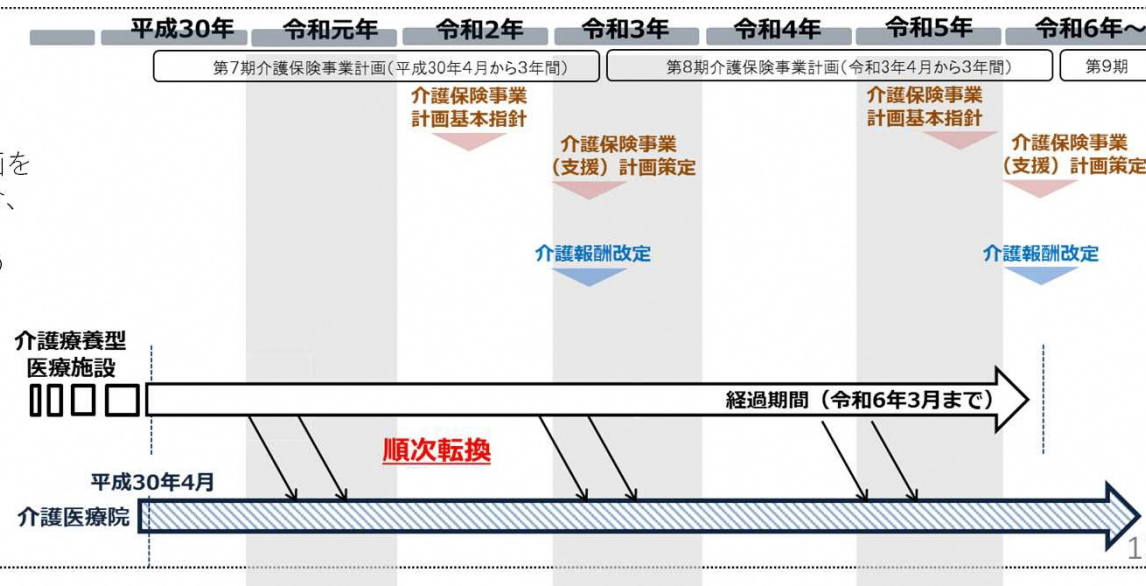 平成30年 令和元年 令和2年 令和3年 令和4年 令和5年 令和6年～
第7期介護保険事業計画(平成30年4月から3年間) 第8期介護保険事業計画(令和3年4月から3年間) 第9期
介護保険事業
計画基本指針
介護保険事業
（支援）計画策定
介護保険事業
計画基本指針
介護保険事業
（支援）計画策定
を
、
介護報酬改定
介護報酬改定
介護療養型
医療施設
経過期間（令和6年3月まで）
順次転換
平成30年4月
介護医療院
1